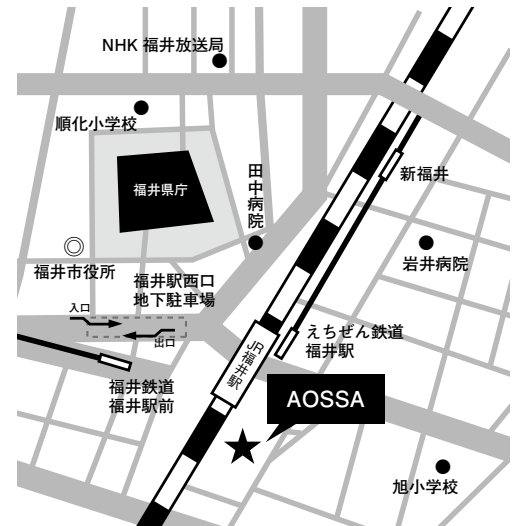 NHK 福井放送局
順化小学校
福井県庁
田中病院
新福井
岩井病院
福井市役所
福井駅西口
地下駐車場
入口
出口
えちぜん鉄道
福井駅
JR福井駅
福井鉄道
福井駅前
AOSSA
旭小学校